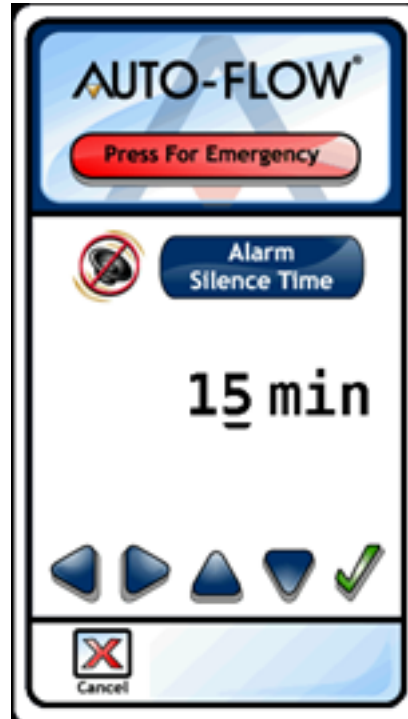 AUTO-FLOW®
Press For Emergency
Alarm
Silence Time
15 min
Cancel